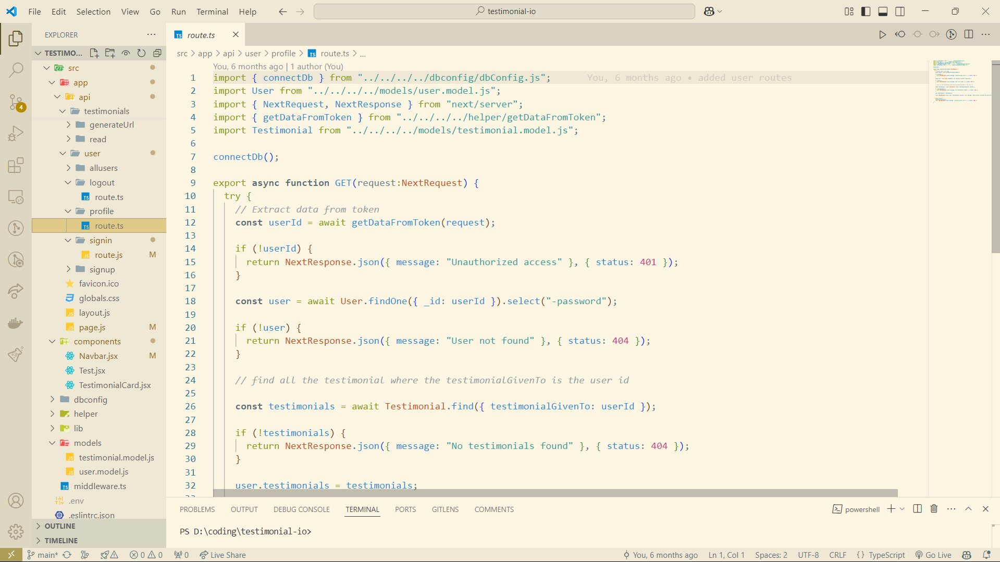 File Edit Selection View Go Run Terminal Help testimonial-io
EXPLORER
TESTIMO...
src
app
api
testimonials
generateUrl
read
user
allusers
logout
route.ts
profile
route.ts
signin
route.js M
signup
favicon.ico
globals.css
layout.js
page.js M
components
Navbar.jsx M
Test.jsx
TestimonialCard.jsx
dbconfig
helper
lib
models
testimonial.model.js
user.model.js
middleware.ts
.env
.eslintrc.json
OUTLINE
TIMELINE
4
route.ts
src > app > api > user > profile > route.ts > ...
You, 6 months ago | 1 author (You)
1 import { connectDb } from "../../../../dbconfig/dbConfig.js"; You, 6 months ago • added user routes
2 import User from "../../../../models/user.model.js";
3 import { NextRequest, NextResponse } from "next/server";
4 import { getDataFromToken } from "../../../../helper/getDataFromToken";
5 import Testimonial from "../../../../models/testimonial.model.js";
6
7 connectDb();
8
9 export async function GET(request:NextRequest) {
10 try {
11 // Extract data from token
12 const userId = await getDataFromToken(request);
13
14 if (!userId) {
15 return NextResponse.json({ message: "Unauthorized access" }, { status: 401 });
16 }
17
18 const user = await User.findOne({ _id: userId }).select("-password");
19
20 if (!user) {
21 return NextResponse.json({ message: "User not found" }, { status: 404 });
22 }
23
24 // find all the testimonial where the testimonialGivenTo is the user id
25
26 const testimonials = await Testimonial.find({ testimonialGivenTo: userId });
27
28 if (!testimonials) {
29 return NextResponse.json({ message: "No testimonials found" }, { status: 404 });
30 }
31
32 user.testimonials = testimonials;
PROBLEMS OUTPUT DEBUG CONSOLE TERMINAL PORTS GITLENS COMMENTS powershell
PS D:\coding\testimonial-io>
main* 0 0 0 Live Share You, 6 months ago Ln 1, Col 1 Spaces: 2 UTF-8 CRLF {} TypeScript Go Live